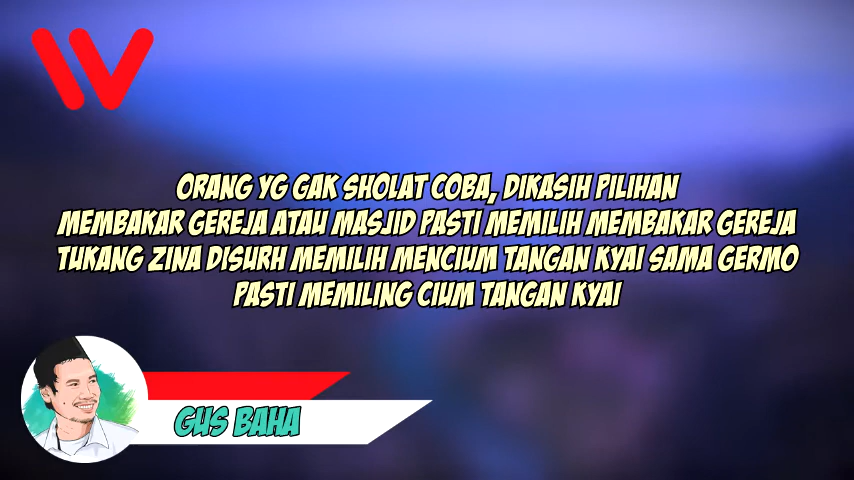 ORANG YG GAK SHOLAT COBA, DIKASIH PILIHAN
MEMBAKAR GEREJA ATAU MASJID PASTI MEMILIH MEMBAKAR GEREJA
TUKANG ZINA DISURH MEMILIH MENCIUM TANGAN KYAI SAMA GERMO
PASTI MEMILING CIUM TANGAN KYAI
GUS BAHA